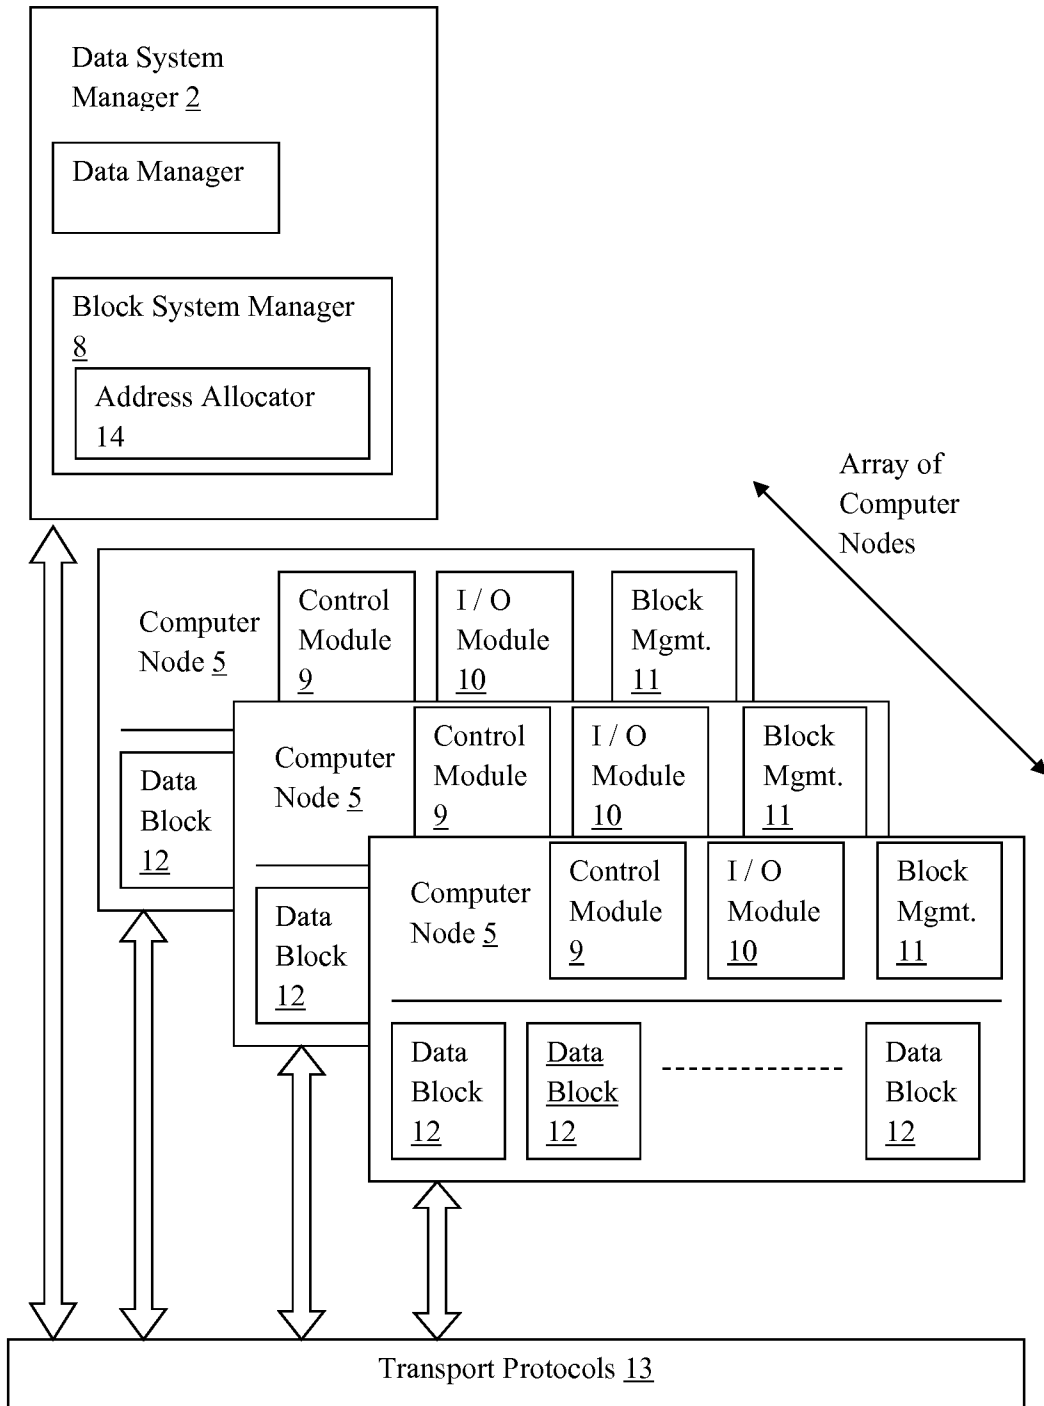 Data System
Manager 2
Data Manager
Block System Manager
8
Address Allocator
14
Array of
Computer
Nodes
Computer
Node 5
Control
Module
9
I / O
Module
10
Block
Mgmt.
11
Data
Block
12
Computer
Node 5
Control
Module
9
I / O
Module
10
Block
Mgmt.
11
Data
Block
12
Computer
Node 5
Control
Module
9
I / O
Module
10
Block
Mgmt.
11
Data
Block
12
Data
Block
12
Data
Block
12
Transport Protocols 13